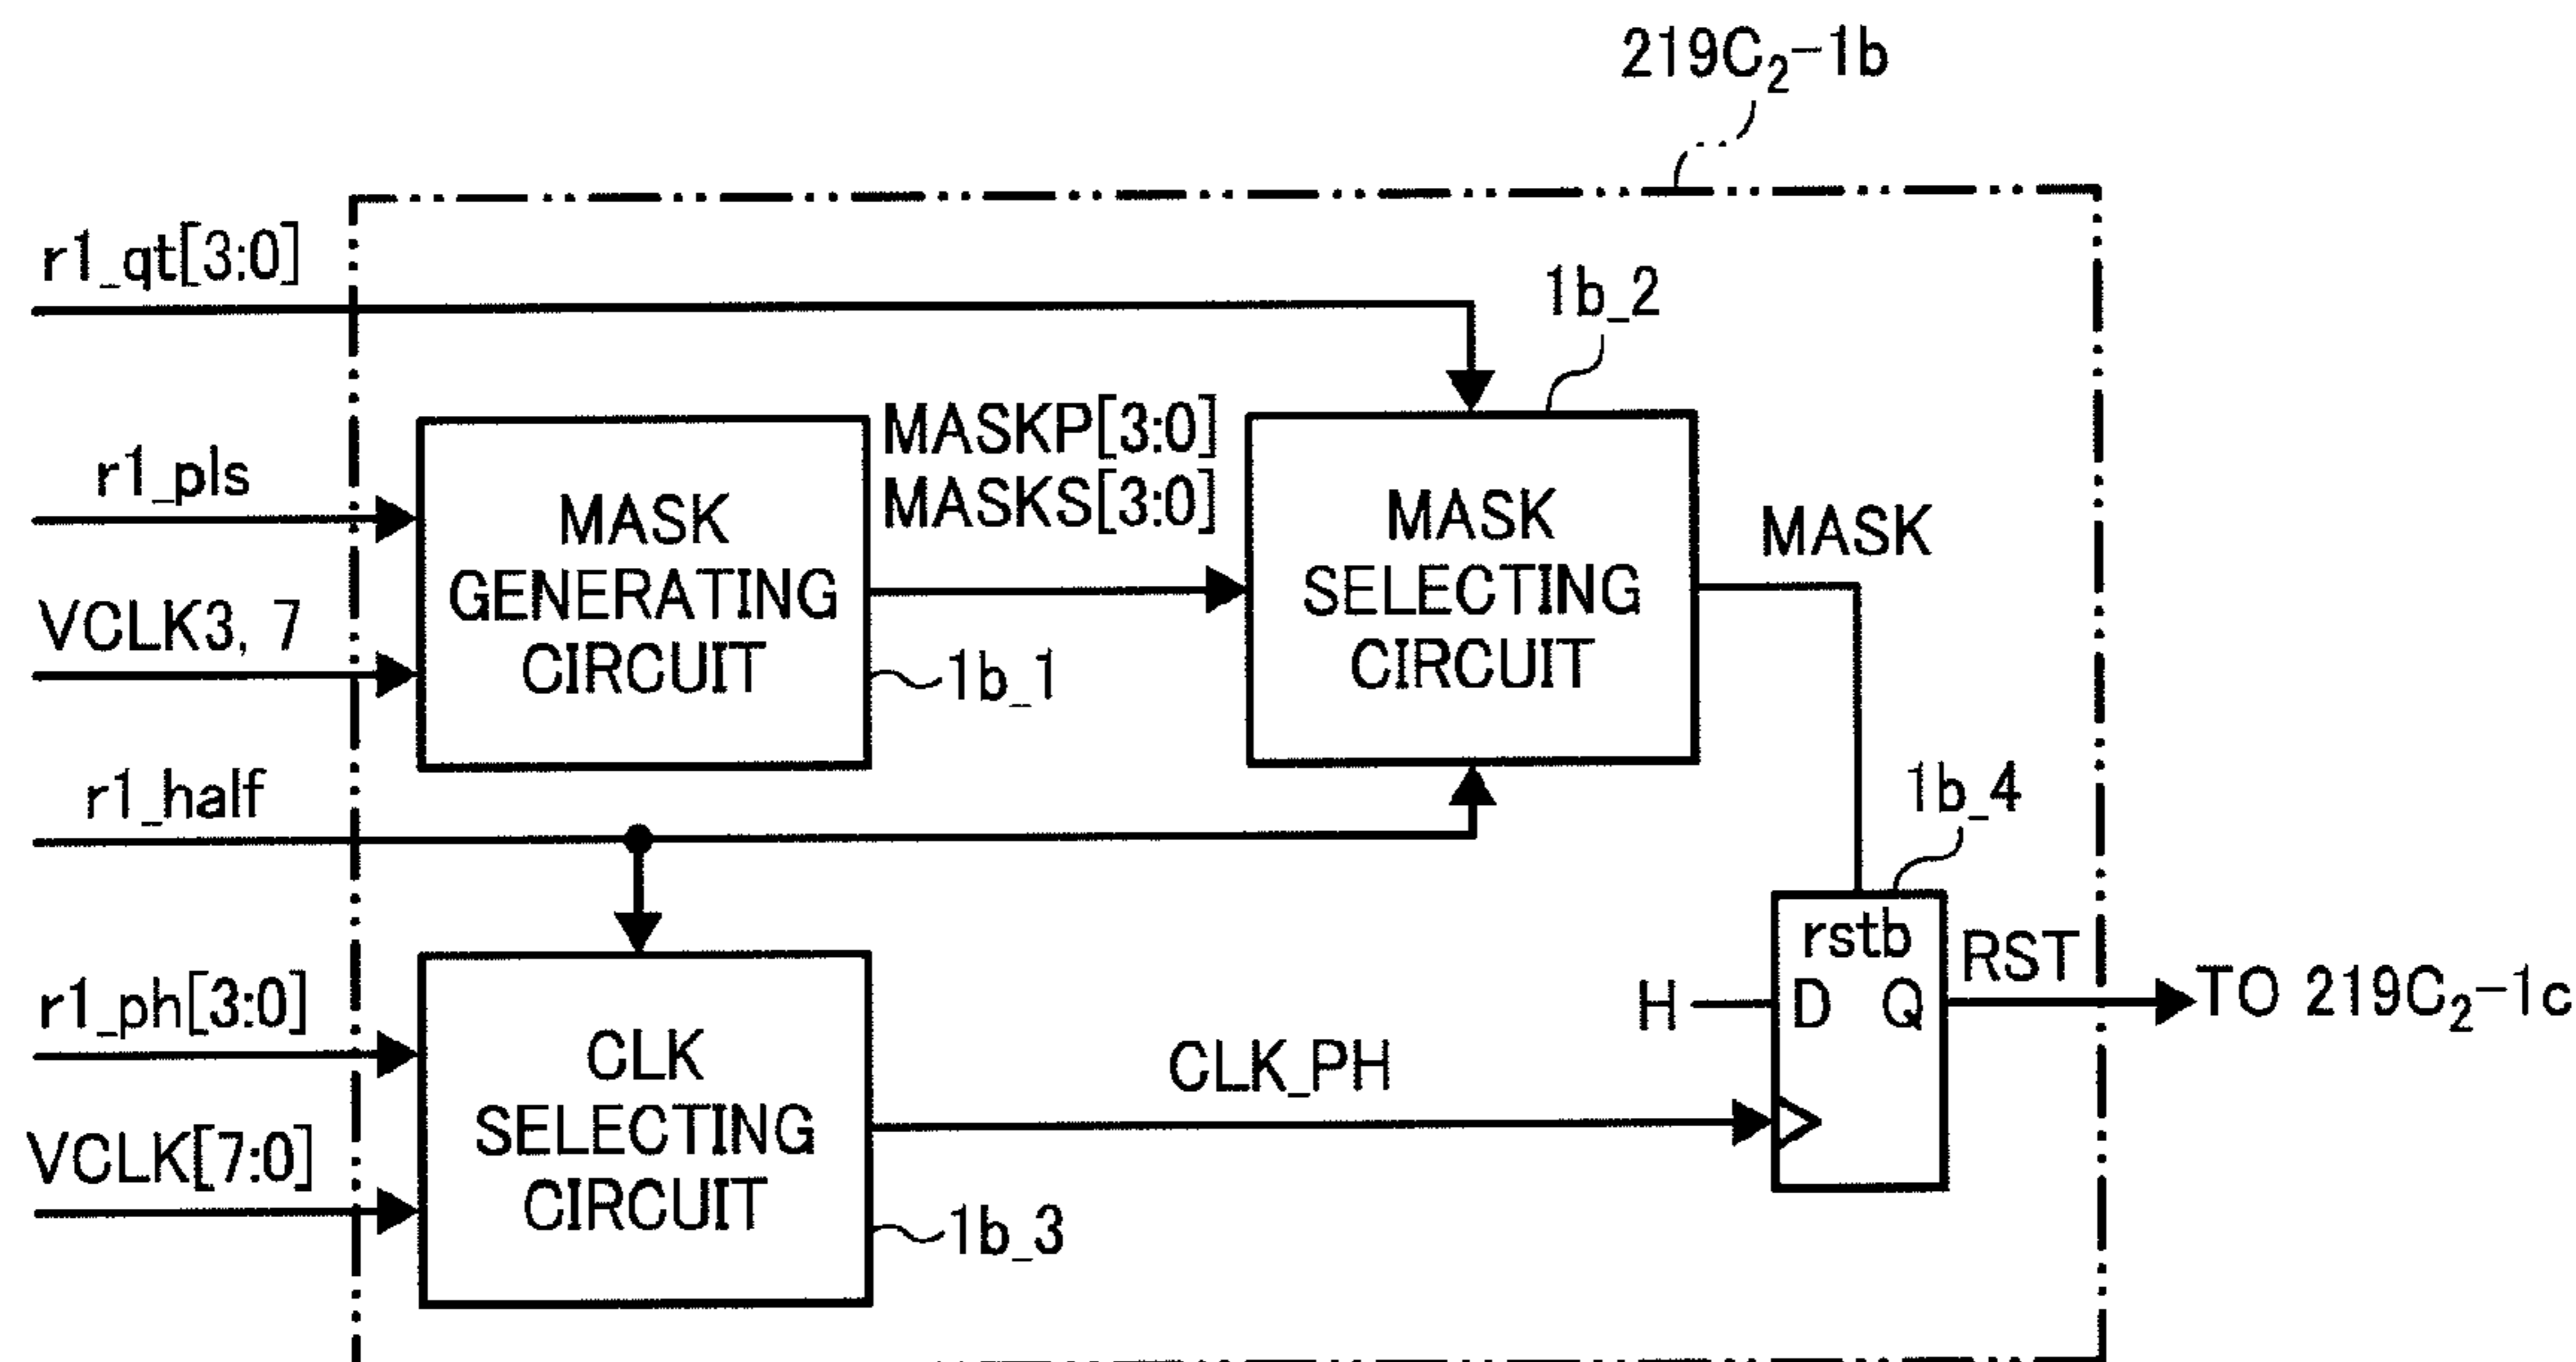 219C₂-1b
r1_qt[3:0]
1b_2
r1_pls
MASK
GENERATING
CIRCUIT
MASKP[3:0]
MASKS[3:0]
MASK
SELECTING
CIRCUIT
MASK
VCLK3, 7
1b_1
r1_half
1b_4
r1_ph[3:0]
CLK
SELECTING
CIRCUIT
CLK_PH
H
rstb
D Q
RST
TO 219C₂-1c
VCLK[7:0]
1b_3